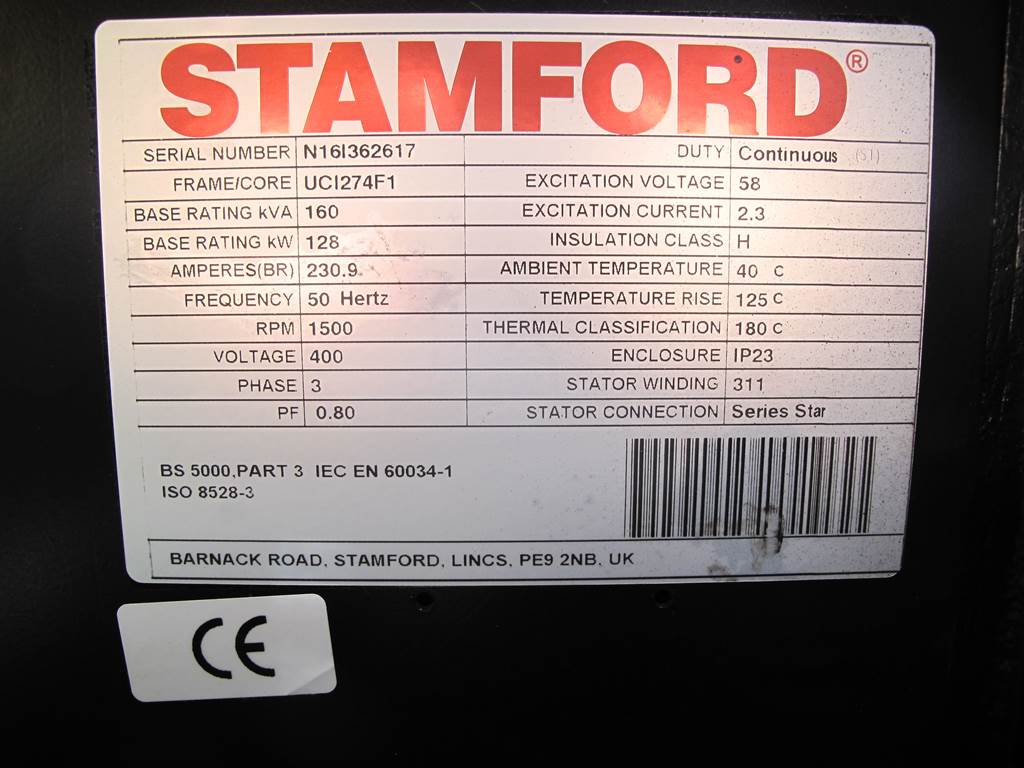 STAMFORD®
SERIAL NUMBER N16I362617 DUTY Continuous (S1)
FRAME/CORE UCI274F1 EXCITATION VOLTAGE 58
BASE RATING kVA 160 EXCITATION CURRENT 2.3
BASE RATING kW 128 INSULATION CLASS H
AMPERES(BR) 230.9 AMBIENT TEMPERATURE 40 C
FREQUENCY 50 Hertz TEMPERATURE RISE 125 C
RPM 1500 THERMAL CLASSIFICATION 180 C
VOLTAGE 400 ENCLOSURE IP23
PHASE 3 STATOR WINDING 311
PF 0.80 STATOR CONNECTION Series Star
BS 5000,PART 3 IEC EN 60034-1
ISO 8528-3
BARNACK ROAD, STAMFORD, LINCS, PE9 2NB, UK
CE